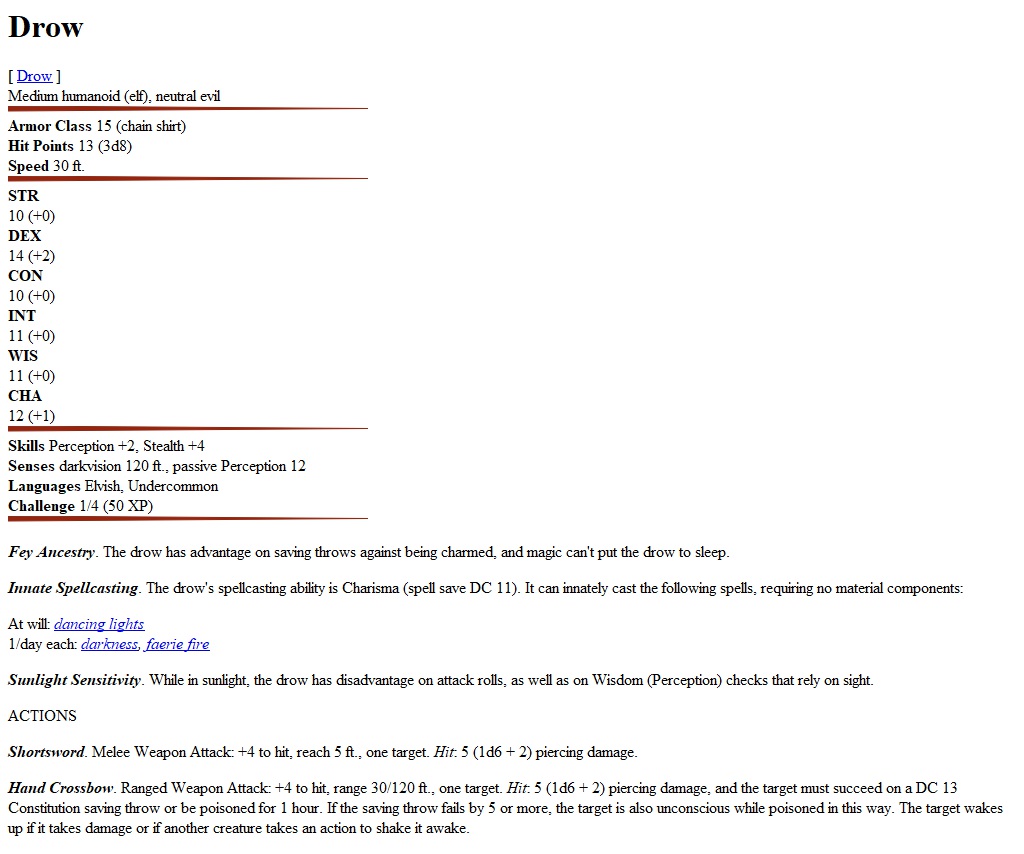 Drow
[ Drow ]
Medium humanoid (elf), neutral evil
Armor Class 15 (chain shirt)
Hit Points 13 (3d8)
Speed 30 ft.
STR
10 (+0)
DEX
14 (+2)
CON
10 (+0)
INT
11 (+0)
WIS
11 (+0)
CHA
12 (+1)
Skills Perception +2, Stealth +4
Senses darkvision 120 ft., passive Perception 12
Languages Elvish, Undercommon
Challenge 1/4 (50 XP)
Fey Ancestry. The drow has advantage on saving throws against being charmed, and magic can't put the drow to sleep.
Innate Spellcasting. The drow's spellcasting ability is Charisma (spell save DC 11). It can innately cast the following spells, requiring no material components:
At will: dancing lights
1/day each: darkness, faerie fire
Sunlight Sensitivity. While in sunlight, the drow has disadvantage on attack rolls, as well as on Wisdom (Perception) checks that rely on sight.
ACTIONS
Shortsword. Melee Weapon Attack: +4 to hit, reach 5 ft., one target. Hit: 5 (1d6 + 2) piercing damage.
Hand Crossbow. Ranged Weapon Attack: +4 to hit, range 30/120 ft., one target. Hit: 5 (1d6 + 2) piercing damage, and the target must succeed on a DC 13
Constitution saving throw or be poisoned for 1 hour. If the saving throw fails by 5 or more, the target is also unconscious while poisoned in this way. The target wakes
up if it takes damage or if another creature takes an action to shake it awake.